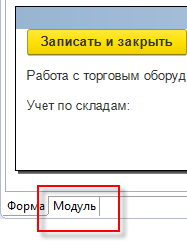 Записать и закрыть
Работа с торговым оборуд
Учет по складам:
Форма Модуль